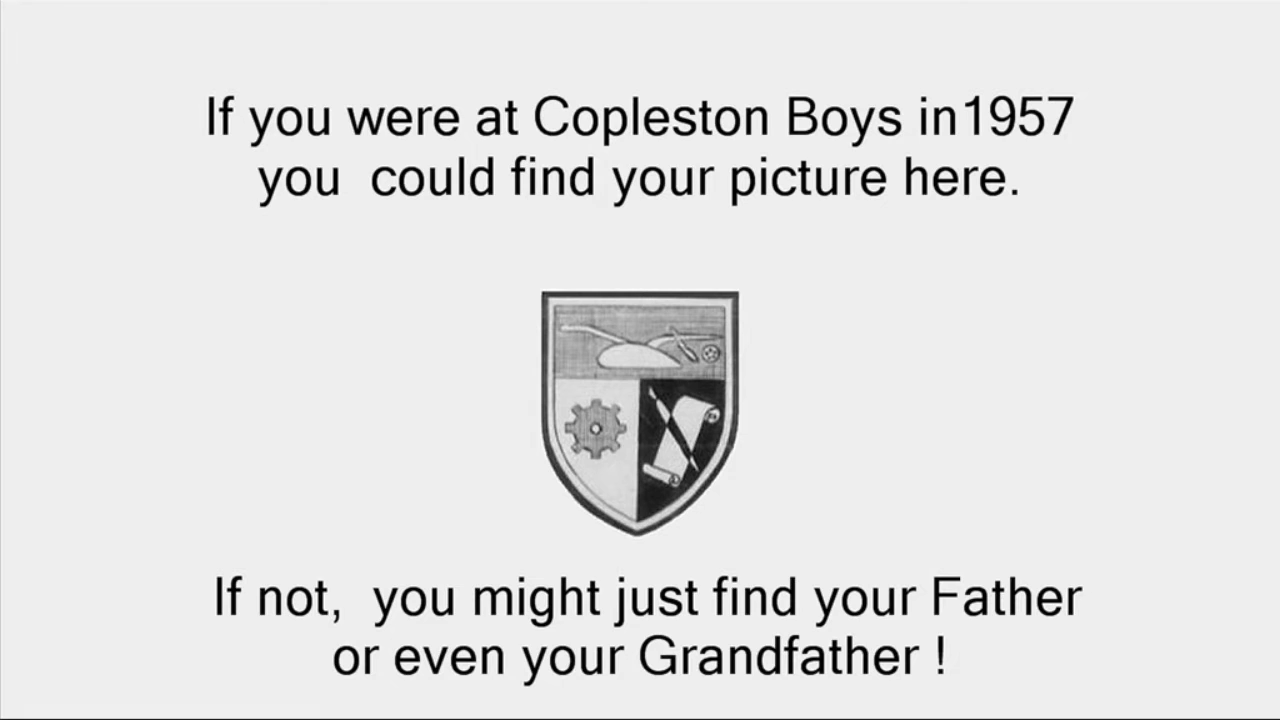 If you were at Copleston Boys in1957
you  could find your picture here.
If not,  you might just find your Father
or even your Grandfather !